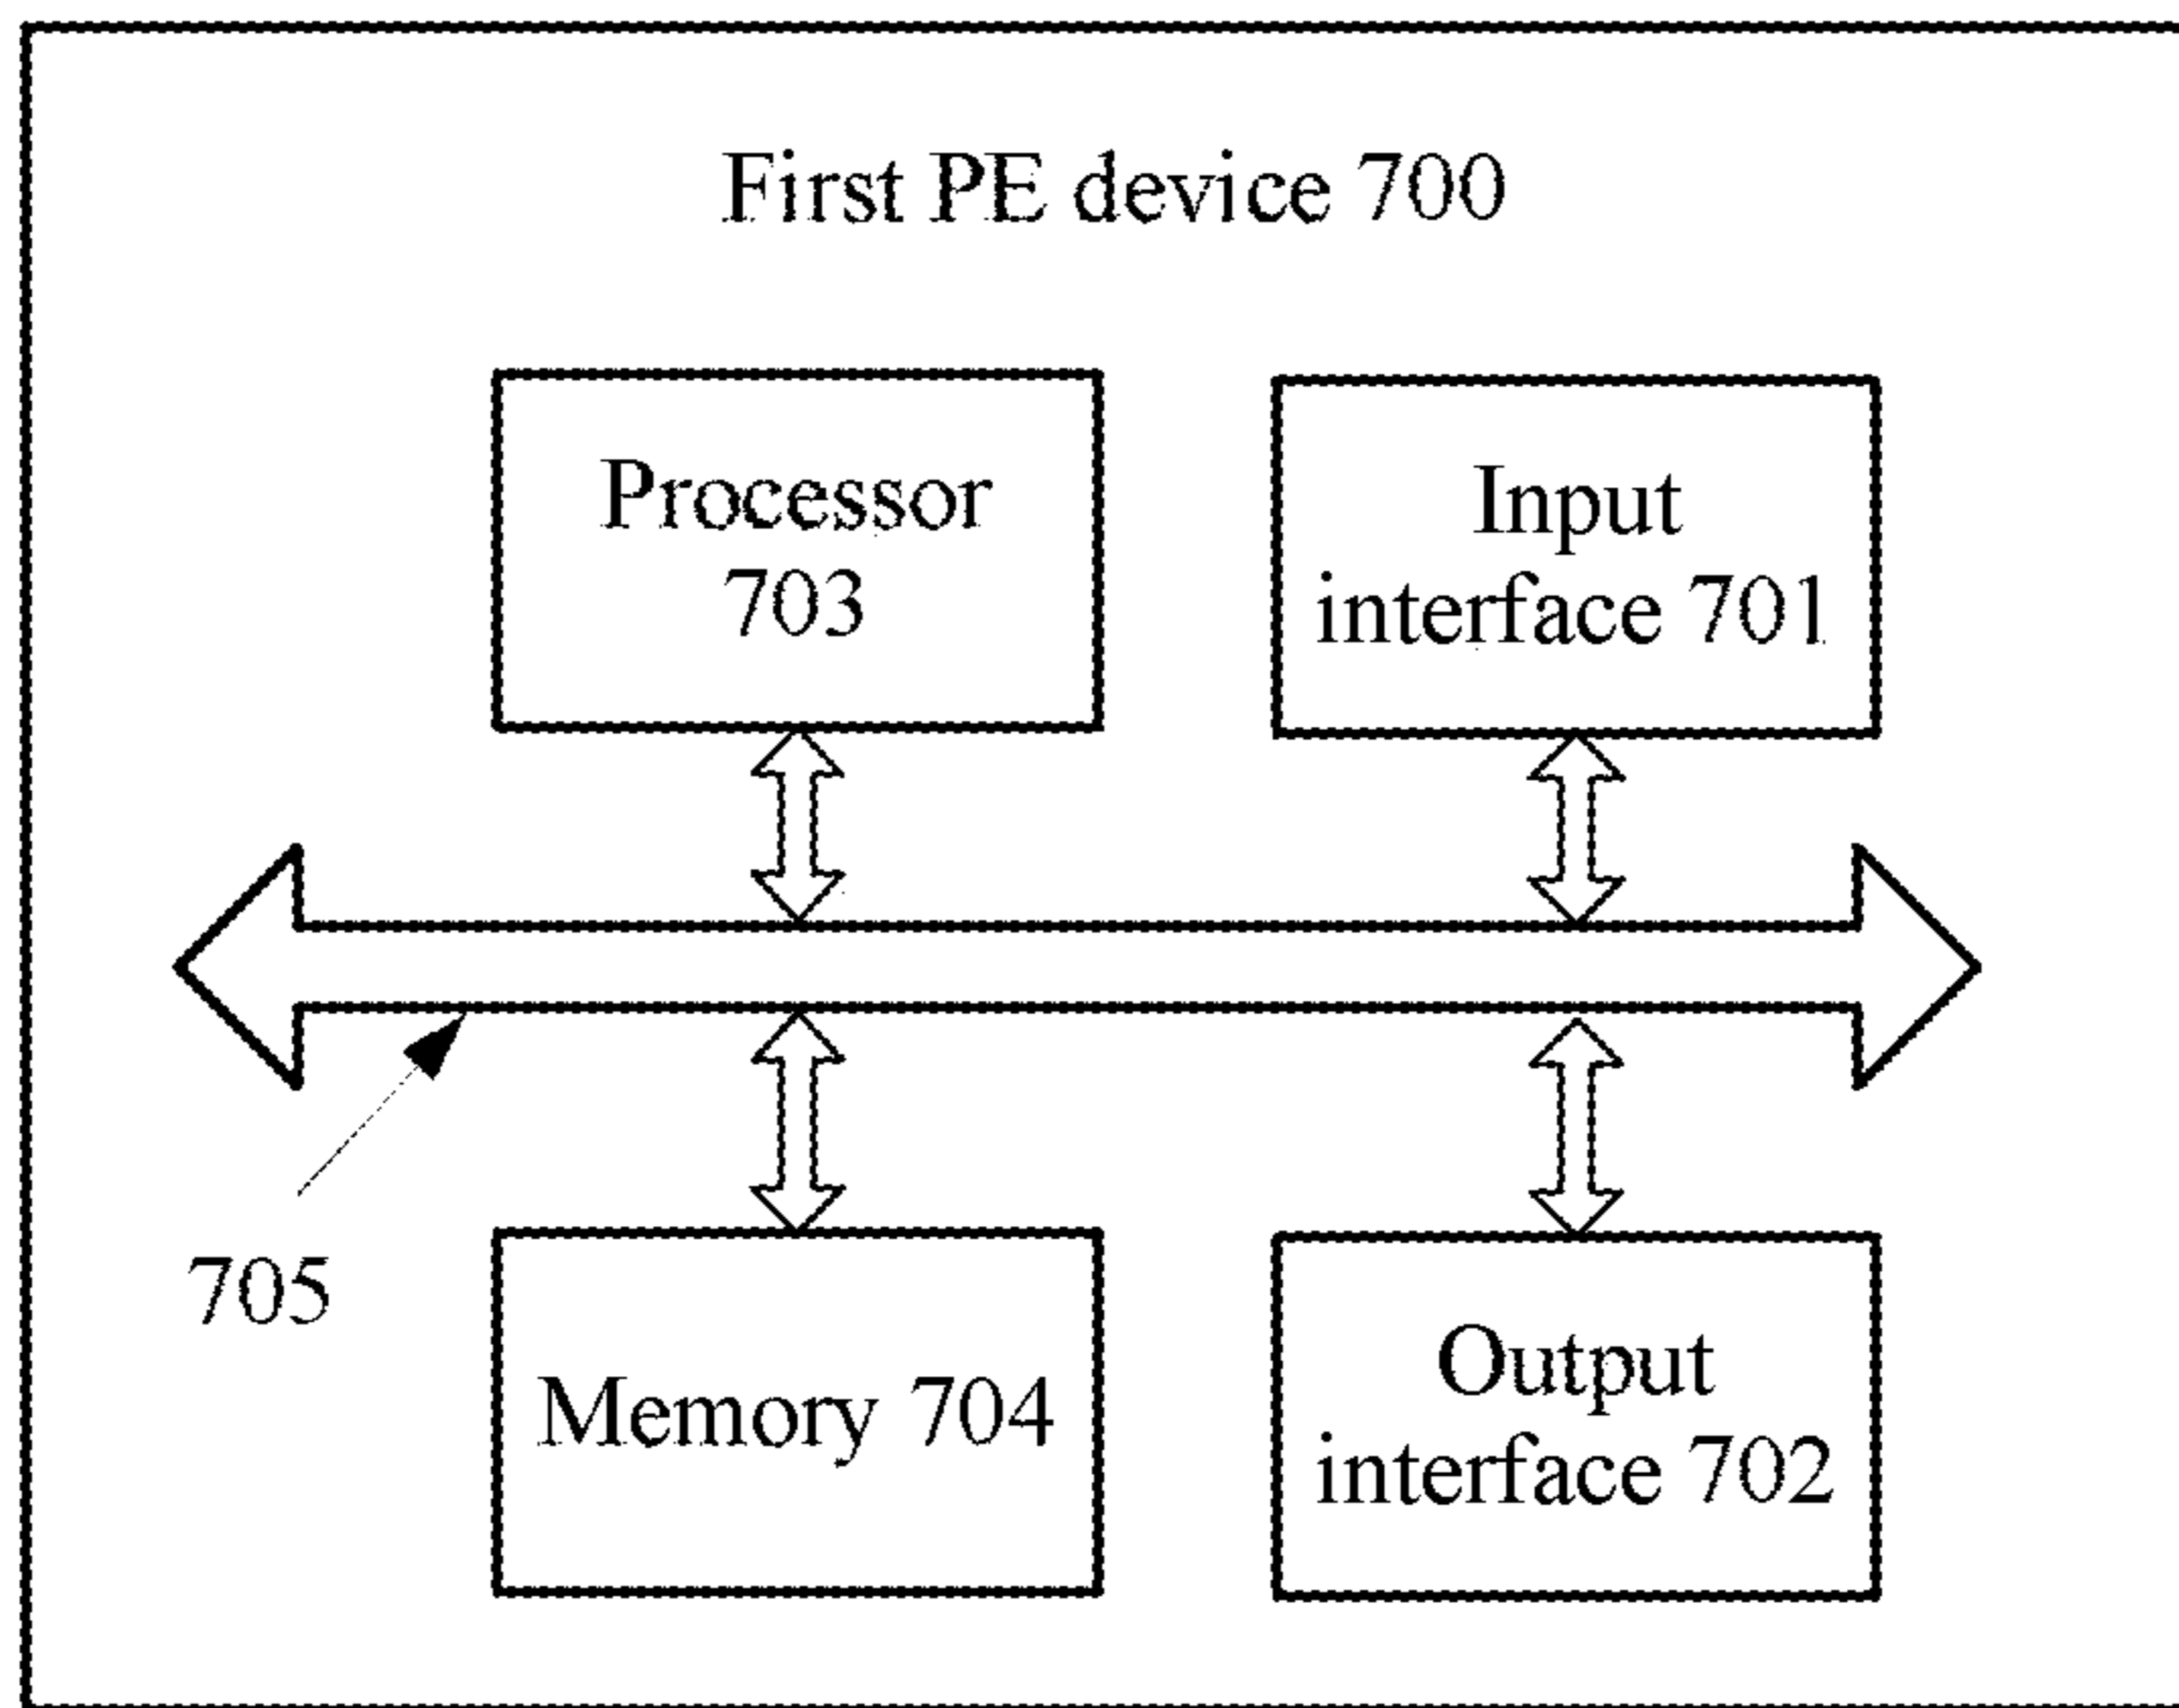 First PE device 700
Processor
703
Input
interface 701
705
Memory 704
Output
interface 702